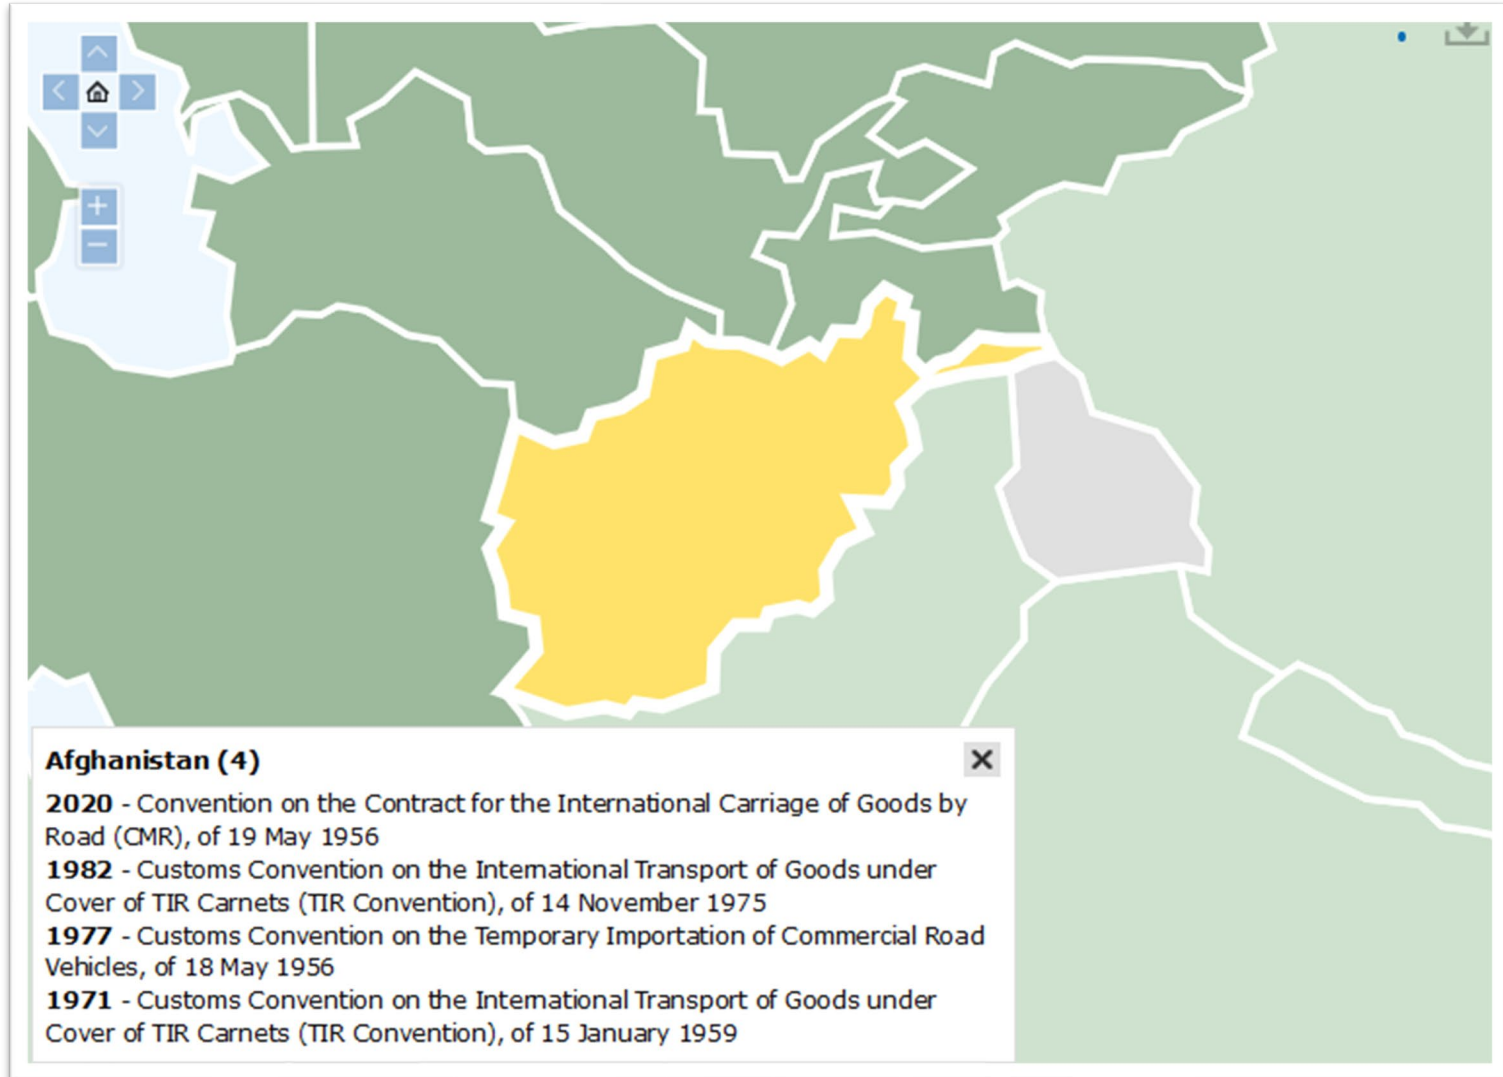 Afghanistan (4)
2020 - Convention on the Contract for the International Carriage of Goods by
Road (CMR), of 19 May 1956
1982 - Customs Convention on the International Transport of Goods under
Cover of TIR Carnets (TIR Convention), of 14 November 1975
1977 - Customs Convention on the Temporary Importation of Commercial Road
Vehicles, of 18 May 1956
1971 - Customs Convention on the International Transport of Goods under
Cover of TIR Carnets (TIR Convention), of 15 January 1959